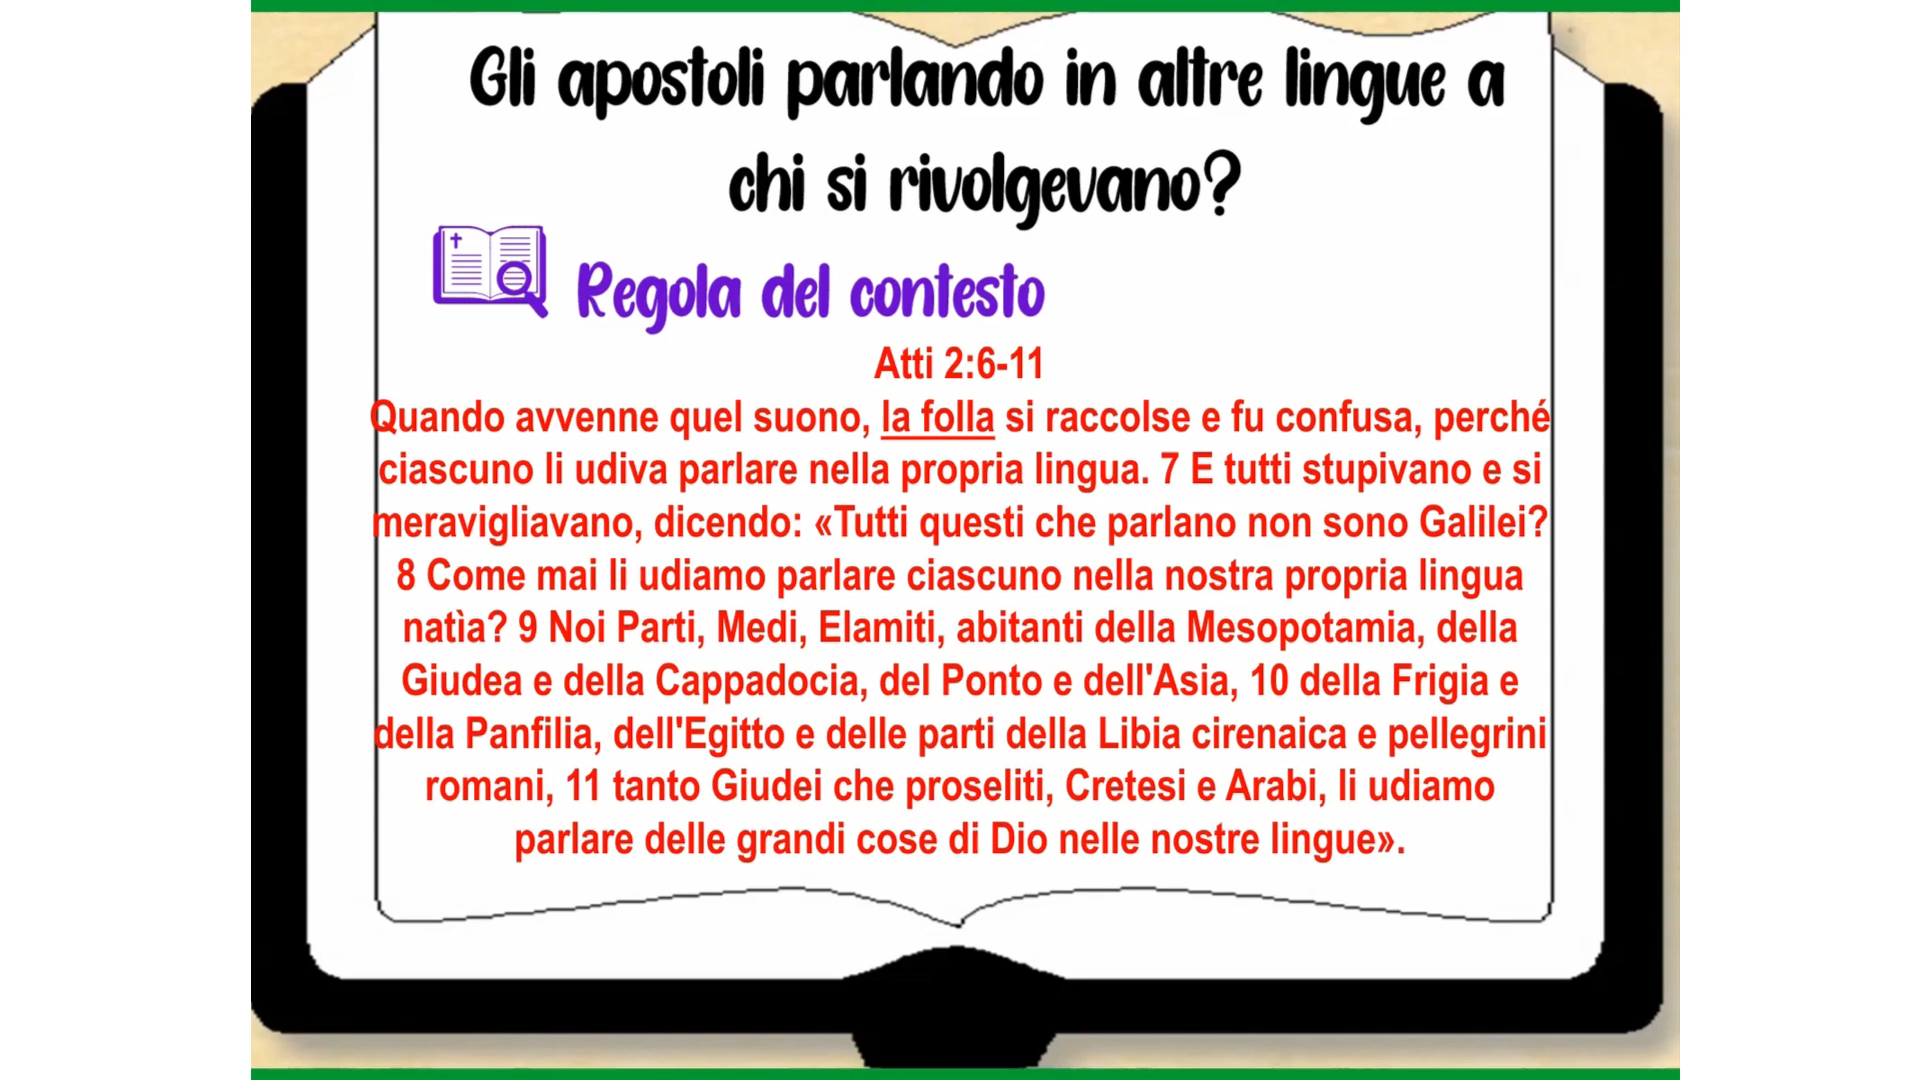 Gli apostoli parlando in altre lingue a
chi si rivolgevano?
Regola del contesto
Atti 2:6-11
Quando avvenne quel suono, la folla si raccolse e fu confusa, perché
ciascuno li udiva parlare nella propria lingua. 7 E tutti stupivano e si
meravigliavano, dicendo: «Tutti questi che parlano non sono Galilei?
8 Come mai li udiamo parlare ciascuno nella nostra propria lingua
natìa? 9 Noi Parti, Medi, Elamiti, abitanti della Mesopotamia, della
Giudea e della Cappadocia, del Ponto e dell'Asia, 10 della Frigia e
della Panfilia, dell'Egitto e delle parti della Libia cirenaica e pellegrini
romani, 11 tanto Giudei che proseliti, Cretesi e Arabi, li udiamo
parlare delle grandi cose di Dio nelle nostre lingue».